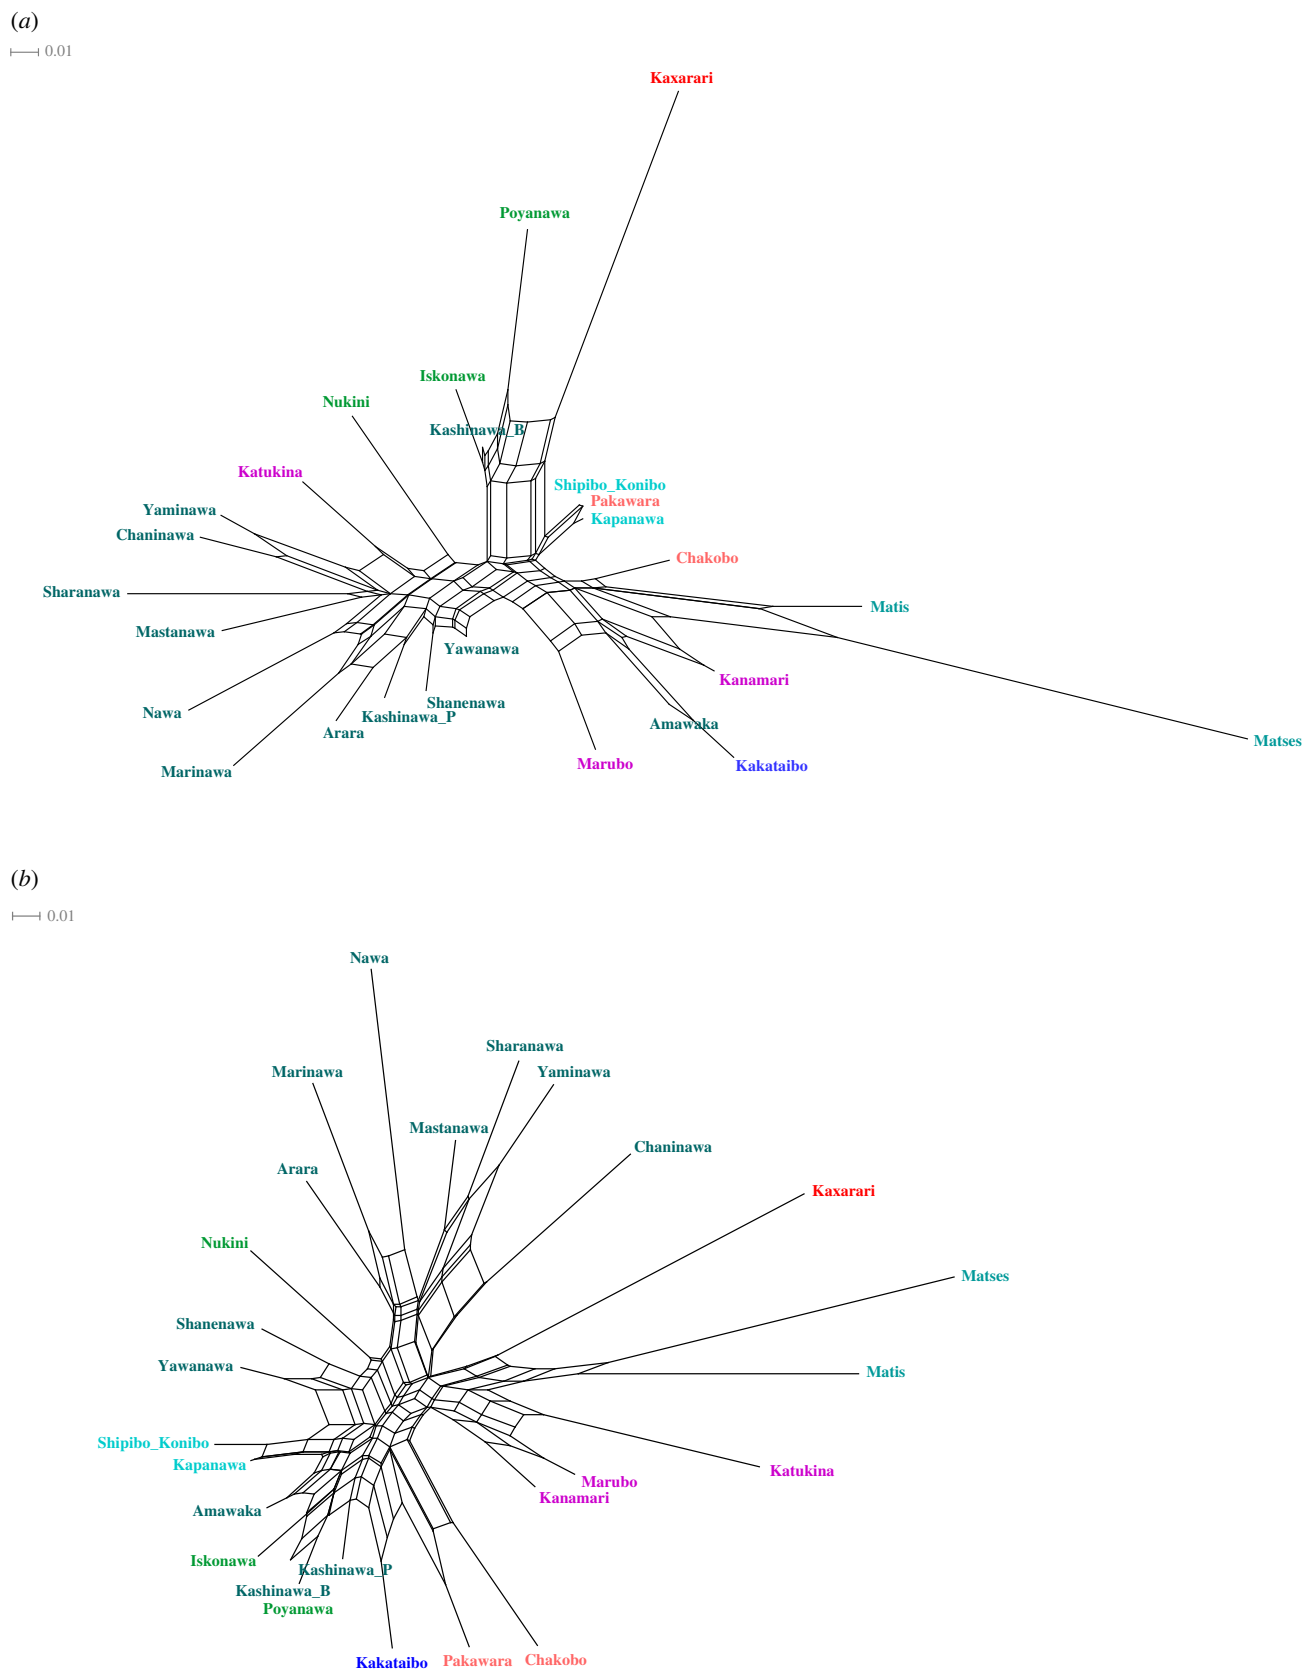 (a)
0.01
Kaxarari
Poyanawa
Iskonawa
Nukini
Kashinawa_B
Katukina
Shipibo_Konibo
Pakawara
Yaminawa
Kapanawa
Chaninawa
Chakobo
Sharanawa
Matis
Mastanawa
Yawanawa
Kanamari
Shanenawa
Nawa
Kashinawa_P
Amawaka
Arara
Matses
Marubo
Kakataibo
Marinawa
(b)
0.01
Nawa
Sharanawa
Marinawa
Yaminawa
Mastanawa
Chaninawa
Arara
Kaxarari
Nukini
Matses
Shanenawa
Yawanawa
Matis
Shipibo_Konibo
Kapanawa
Katukina
Marubo
Kanamari
Amawaka
Iskonawa
Kashinawa_P
Kashinawa_B
Poyanawa
Kakataibo
Pakawara
Chakobo